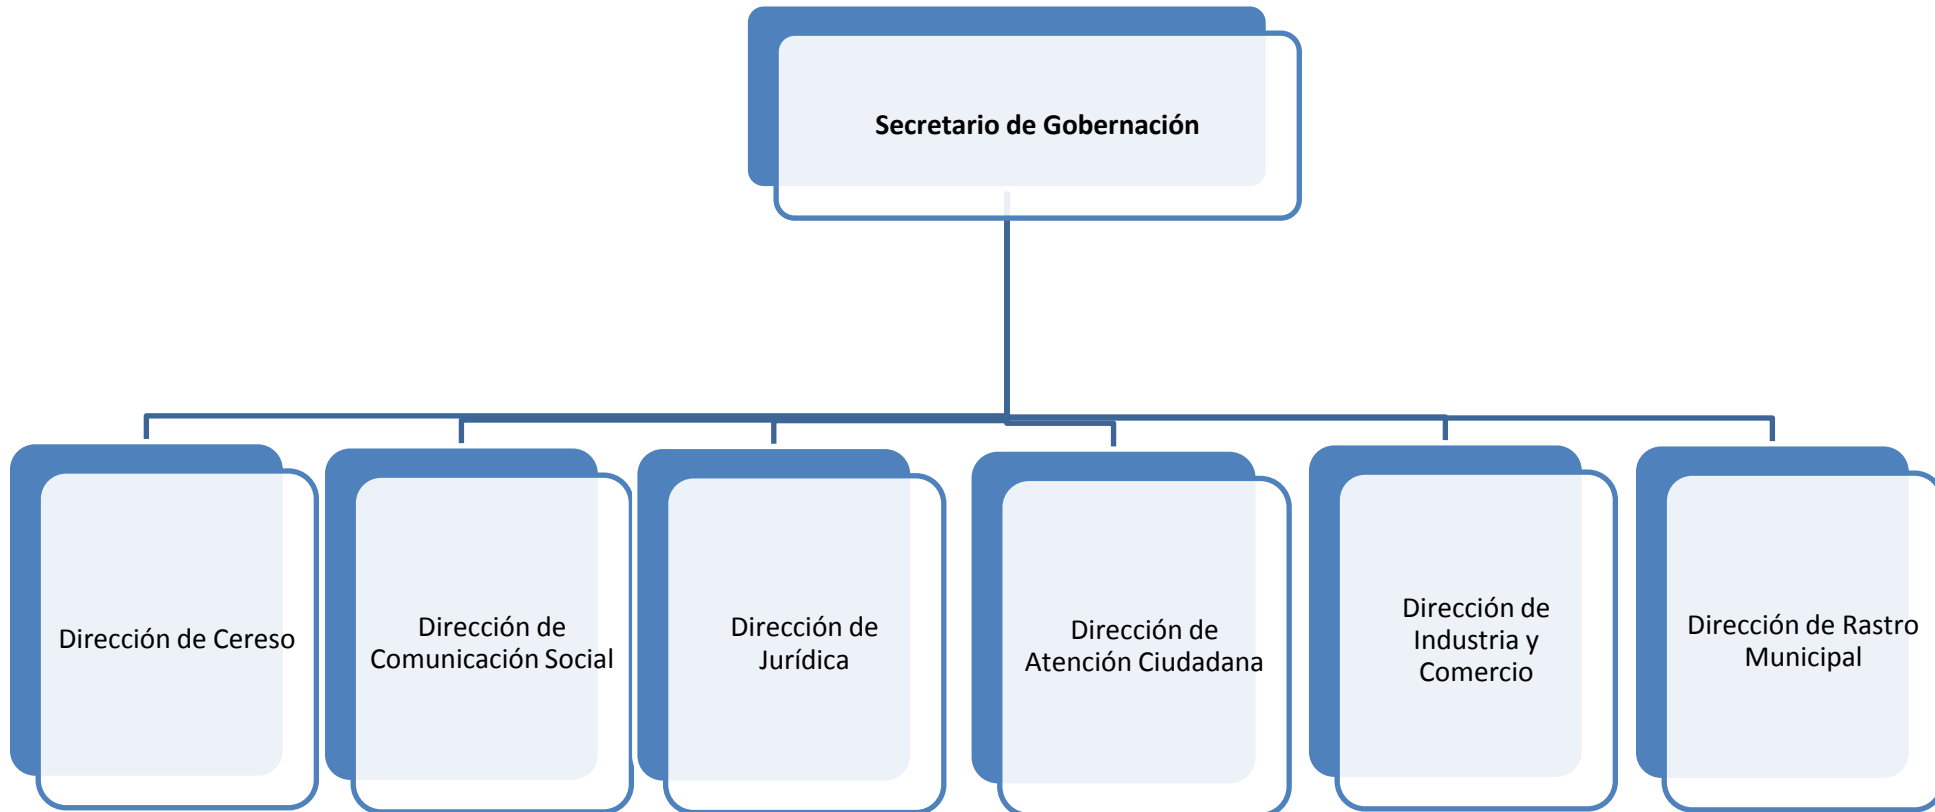 Secretario de Gobernación
Dirección de Cereso
Dirección de
Comunicación Social
Dirección de
Jurídica
Dirección de
Atención Ciudadana
Dirección de
Industria y
Comercio
Dirección de Rastro
Municipal